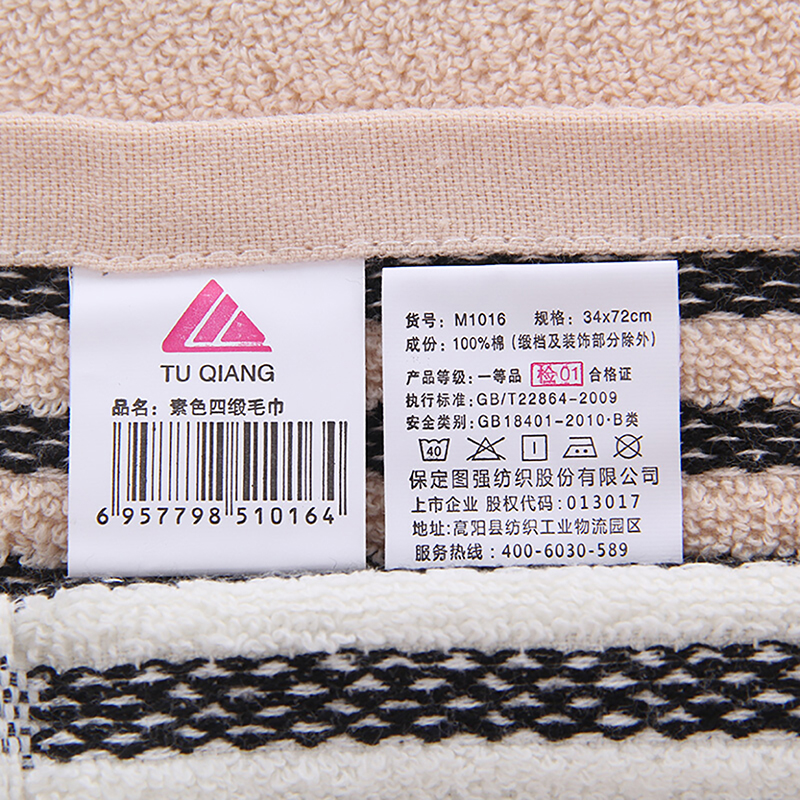 TU QIANG
品名：素色四缎毛巾
6 957798 510164
货号：M1016 规格：34x72cm
成份：100%棉（缎档及装饰部分除外）
产品等级：一等品 检01 合格证
执行标准：GB/T22864-2009
安全类别：GB18401-2010·B类
40
保定图强纺织股份有限公司
上市企业 股权代码：013017
地址：高阳县纺织工业物流园区
服务热线：400-6030-589